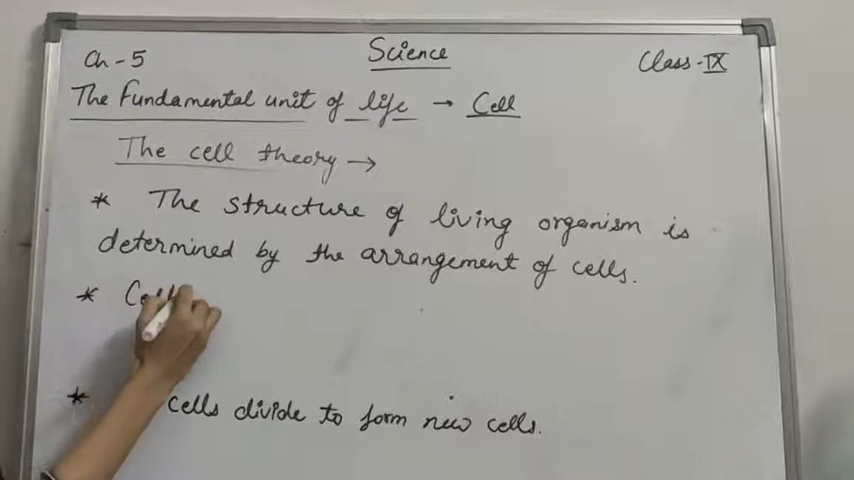 Ch - 5
Science
Class - IX
The Fundamental unit of life → Cell
The cell theory →
* The structure of living organism is
determined by the arrangement of cells.
*
* cells divide to form new cells.